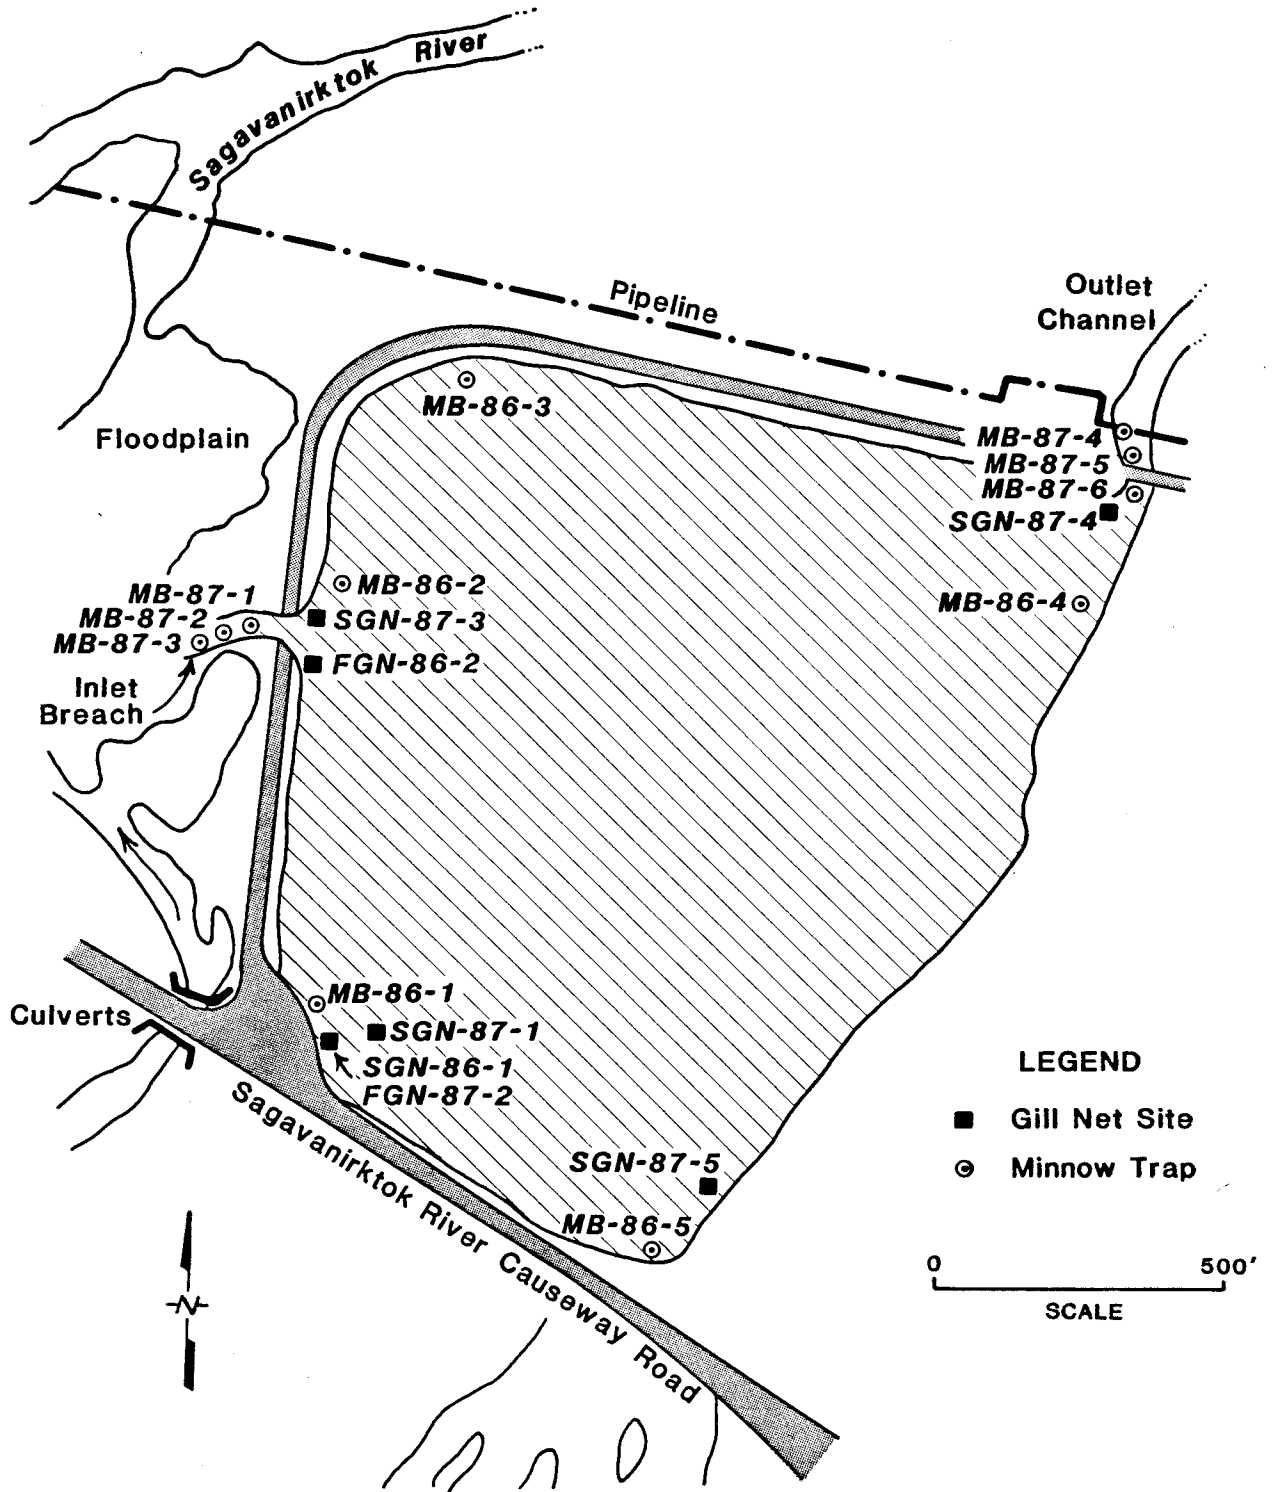 Sagavanirktok River
Pipeline
Outlet
Channel
MB-86-3
Floodplain
MB-87-4
MB-87-5
MB-87-6
SGN-87-4
MB-86-2
MB-87-1
MB-87-2
MB-87-3
SGN-87-3
MB-86-4
FGN-86-2
Inlet
Breach
MB-86-1
Culverts
SGN-87-1
SGN-86-1
FGN-87-2
LEGEND
Gill Net Site
Minnow Trap
Sagavanirktok River Causeway Road
SGN-87-5
MB-86-5
N
0 500'
SCALE